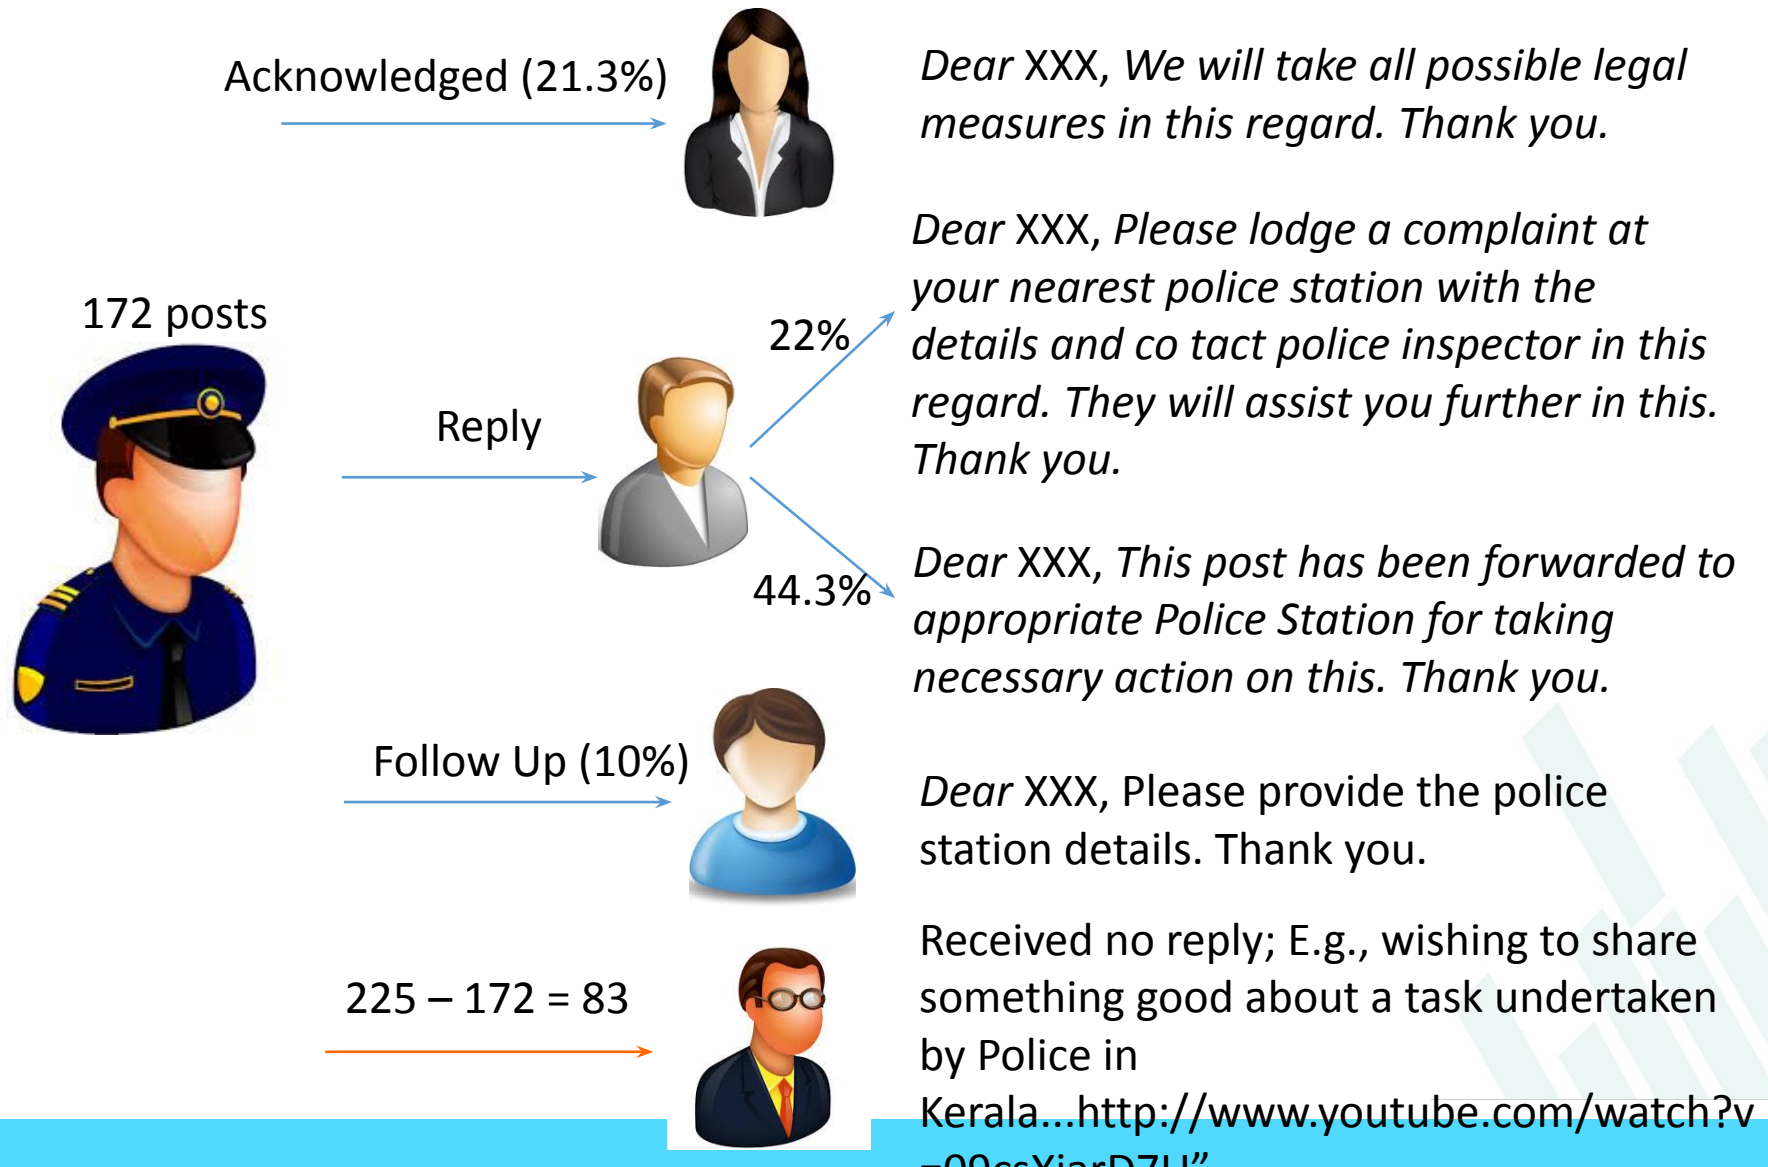 Acknowledged (21.3%)
Dear XXX, We will take all possible legal
measures in this regard. Thank you.
172 posts
Reply
22%
Dear XXX, Please lodge a complaint at
your nearest police station with the
details and co tact police inspector in this
regard. They will assist you further in this.
Thank you.
44.3%
Dear XXX, This post has been forwarded to
appropriate Police Station for taking
necessary action on this. Thank you.
Follow Up (10%)
Dear XXX, Please provide the police
station details. Thank you.
225 – 172 = 83
Received no reply; E.g., wishing to share
something good about a task undertaken
by Police in
Kerala...http://www.youtube.com/watch?v